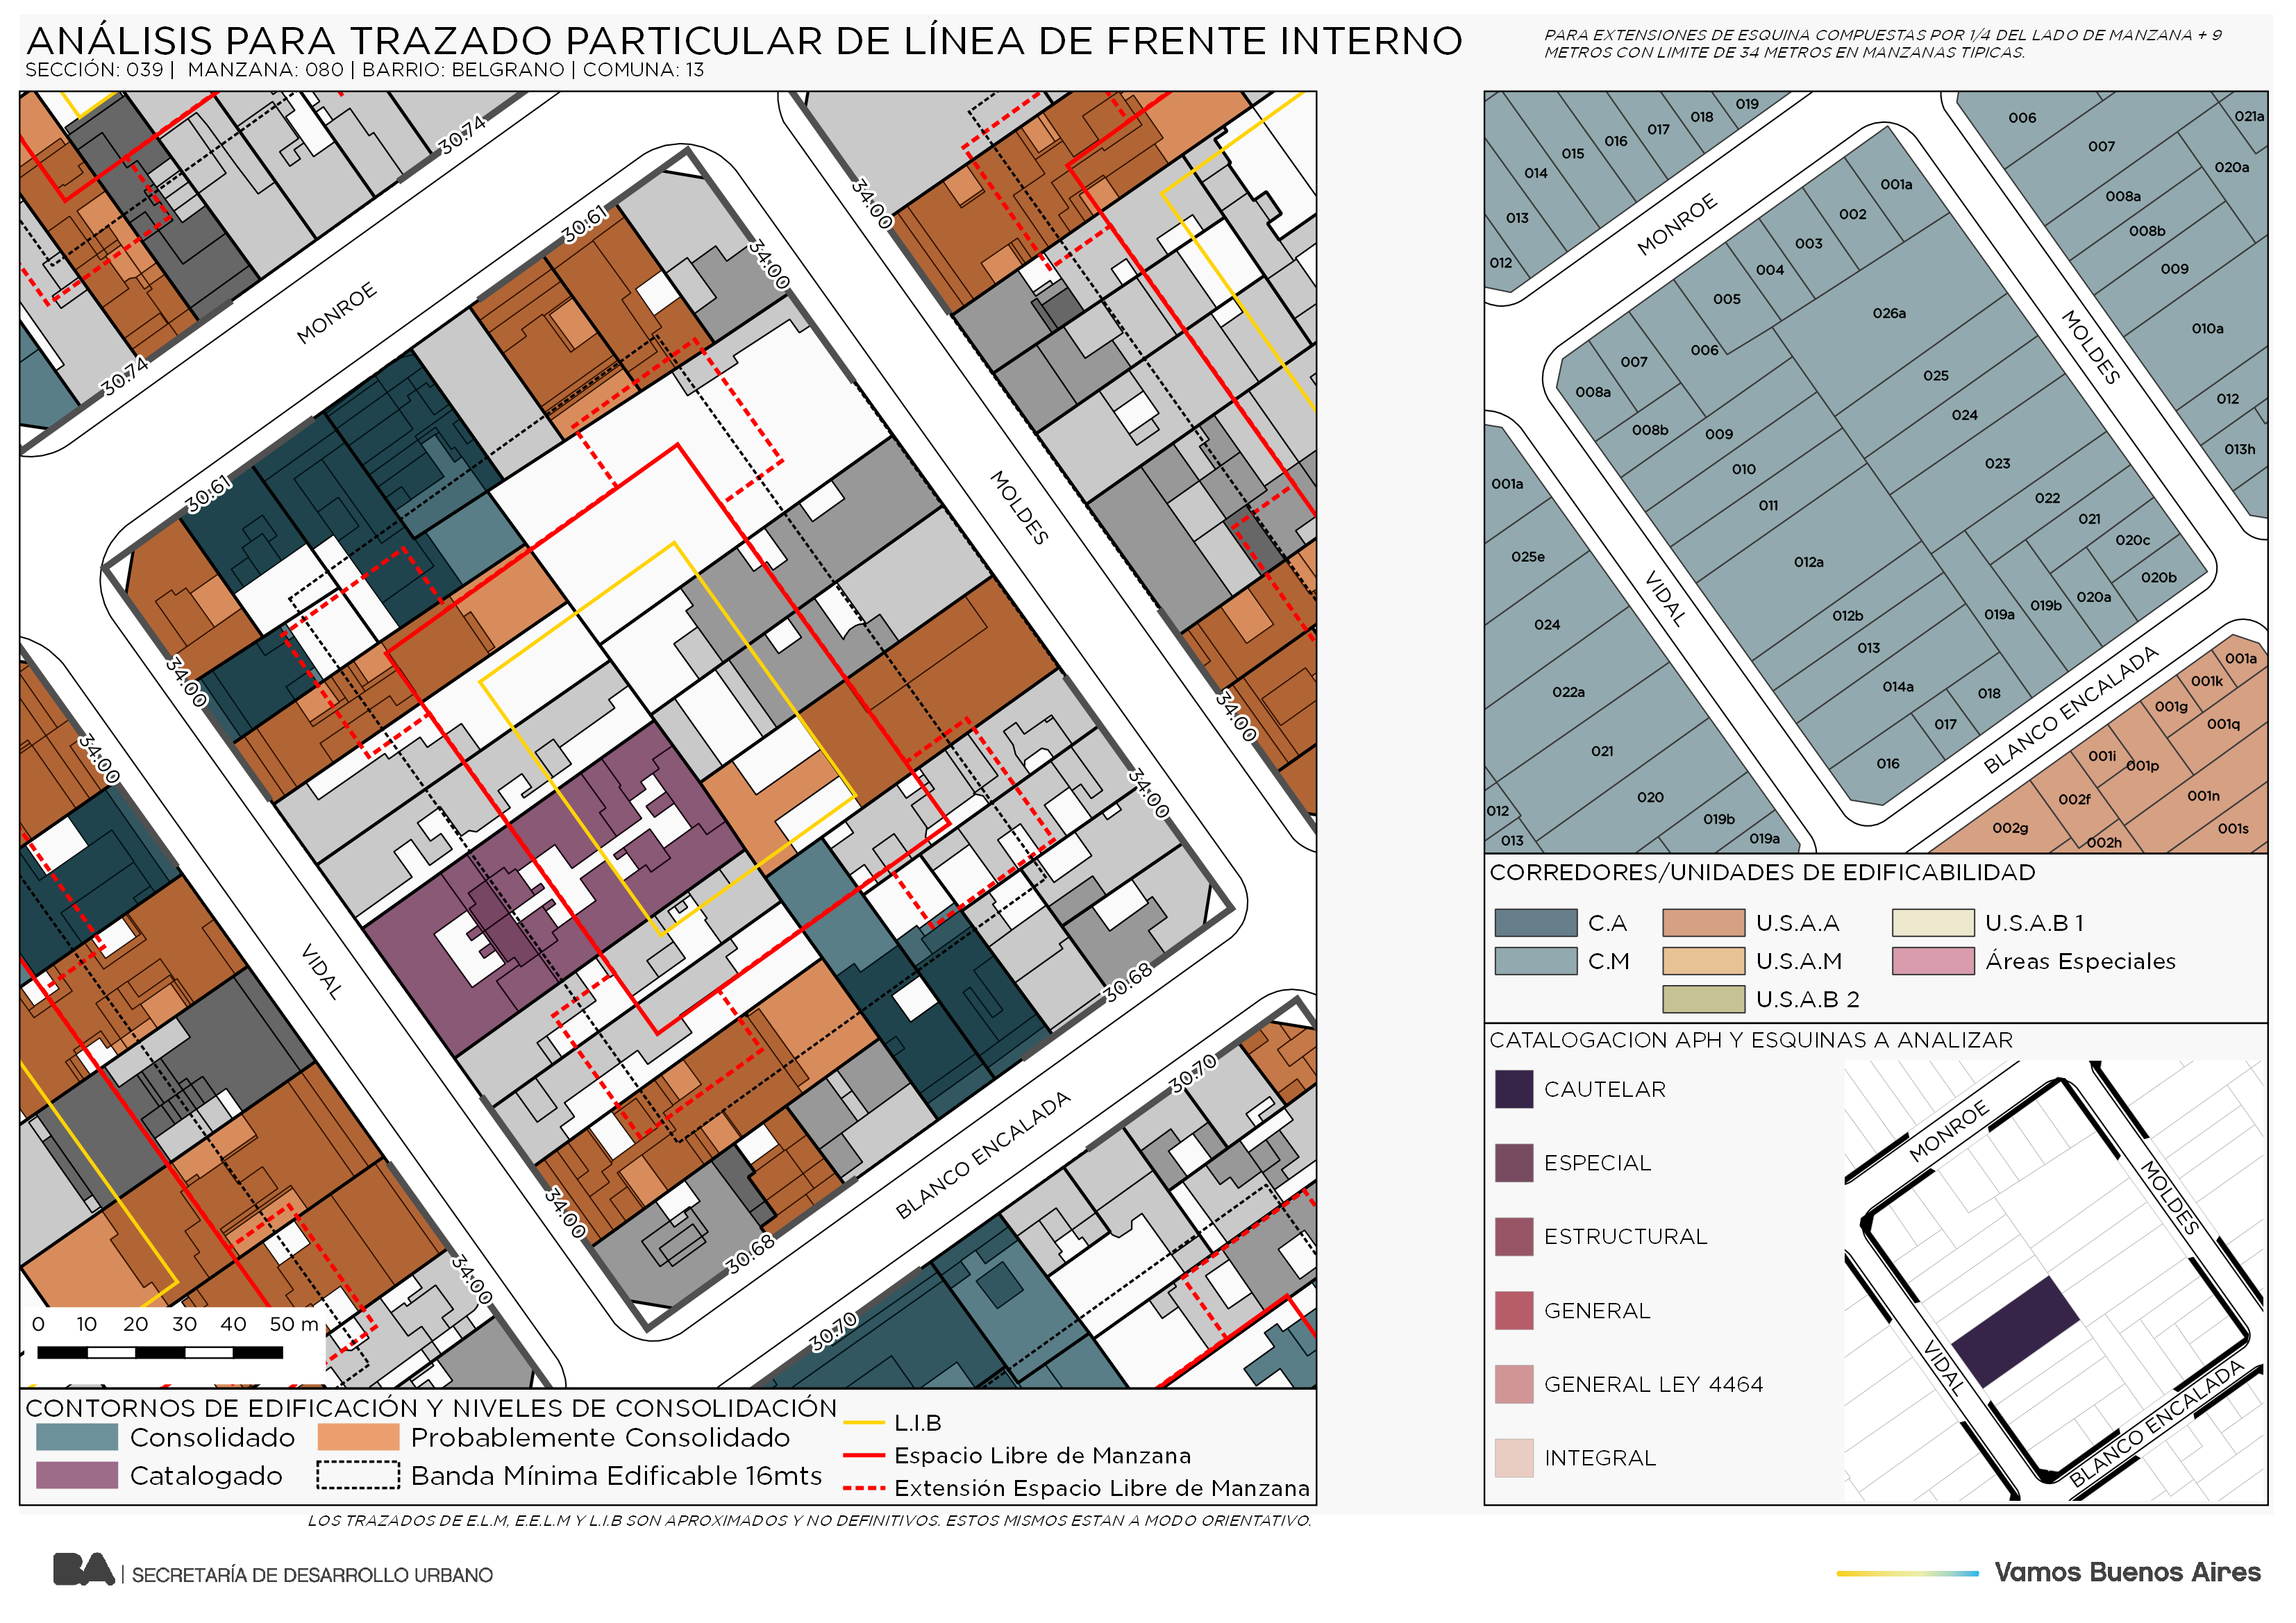 ANÁLISIS PARA TRAZADO PARTICULAR DE LÍNEA DE FRENTE INTERNO
SECCIÓN: 039 | MANZANA: 080 | BARRIO: BELGRANO | COMUNA: 13
PARA EXTENSIONES DE ESQUINA COMPUESTAS POR 1/4 DEL LADO DE MANZANA + 9
METROS CON LIMITE DE 34 METROS EN MANZANAS TIPICAS.
30.74
30.74
MONROE
30.61
30.61
34.00
34.00
34.00
34.00
MOLDES
VIDAL
34.00
34.00
34.00
34.00
30.68
30.68
BLANCO ENCALADA
30.70
30.70
0 10 20 30 40 50 m
CONTORNOS DE EDIFICACIÓN Y NIVELES DE CONSOLIDACIÓN
Consolidado
Probablemente Consolidado
Catalogado
Banda Mínima Edificable 16mts
L.I.B
Espacio Libre de Manzana
Extensión Espacio Libre de Manzana
LOS TRAZADOS DE E.L.M, E.E.L.M Y L.I.B SON APROXIMADOS Y NO DEFINITIVOS. ESTOS MISMOS ESTAN A MODO ORIENTATIVO.
019
018
017
016
015
014
013
012
MONROE
006
021a
007
020a
008a
008b
009
010a
012
013h
MOLDES
001a
002
003
004
005
006
007
008a
008b
009
010
011
012a
012b
013
014a
016
017
018
019a
019b
020a
020b
020c
021
022
023
024
025
026a
VIDAL
001a
025e
024
022a
021
020
019b
019a
012
013
BLANCO ENCALADA
001a
001k
001g
001q
001i
001p
002f
001n
002g
002h
001s
CORREDORES/UNIDADES DE EDIFICABILIDAD
C.A
U.S.A.A
U.S.A.B 1
C.M
U.S.A.M
Áreas Especiales
U.S.A.B 2
CATALOGACION APH Y ESQUINAS A ANALIZAR
CAUTELAR
ESPECIAL
ESTRUCTURAL
GENERAL
GENERAL LEY 4464
INTEGRAL
MONROE
MOLDES
VIDAL
BLANCO ENCALADA
BA | SECRETARÍA DE DESARROLLO URBANO
Vamos Buenos Aires